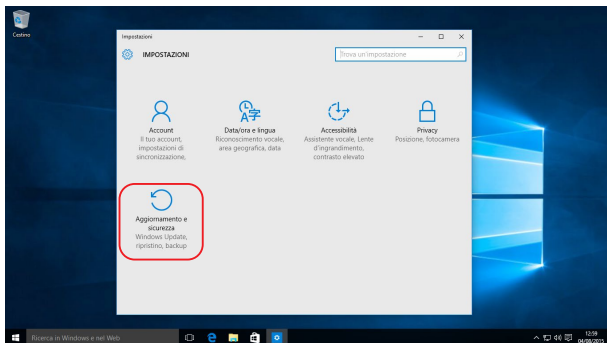 Cestino
Impostazioni
IMPOSTAZIONI
Trova un'impostazione
Account
Il tuo account,
impostazioni di
sincronizzazione,
Data/ora e lingua
Riconoscimento vocale,
area geografica, data
Accessibilità
Assistente vocale, Lente
d'ingrandimento,
contrasto elevato
Privacy
Posizione, fotocamera
Aggiornamento e
sicurezza
Windows Update,
ripristino, backup
Ricerca in Windows e nel Web
12:59
04/08/2015